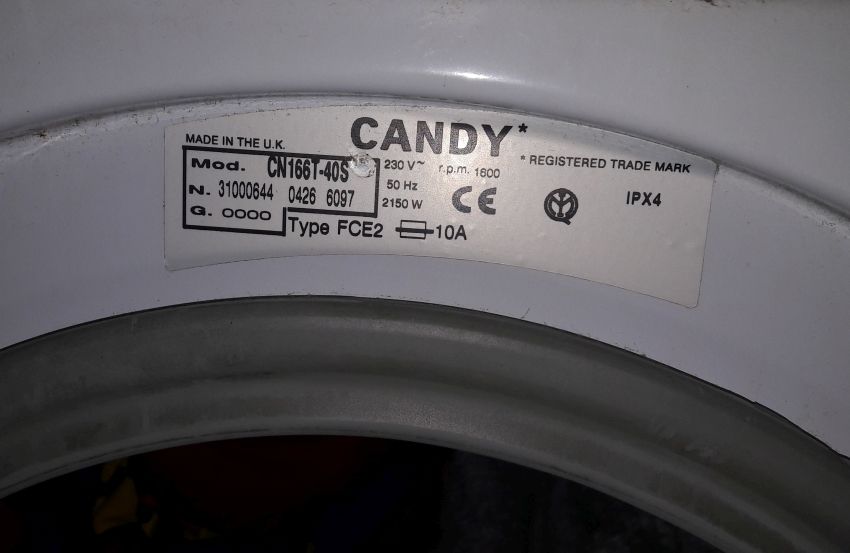 CANDY*
MADE IN THE U.K.
Mod. CN166T-40S
N. 31000644 0426 6097
G. 0000
Type FCE2 10A
230 V~ r.p.m. 1600
50 Hz
2150 W CE
* REGISTERED TRADE MARK
IPX4